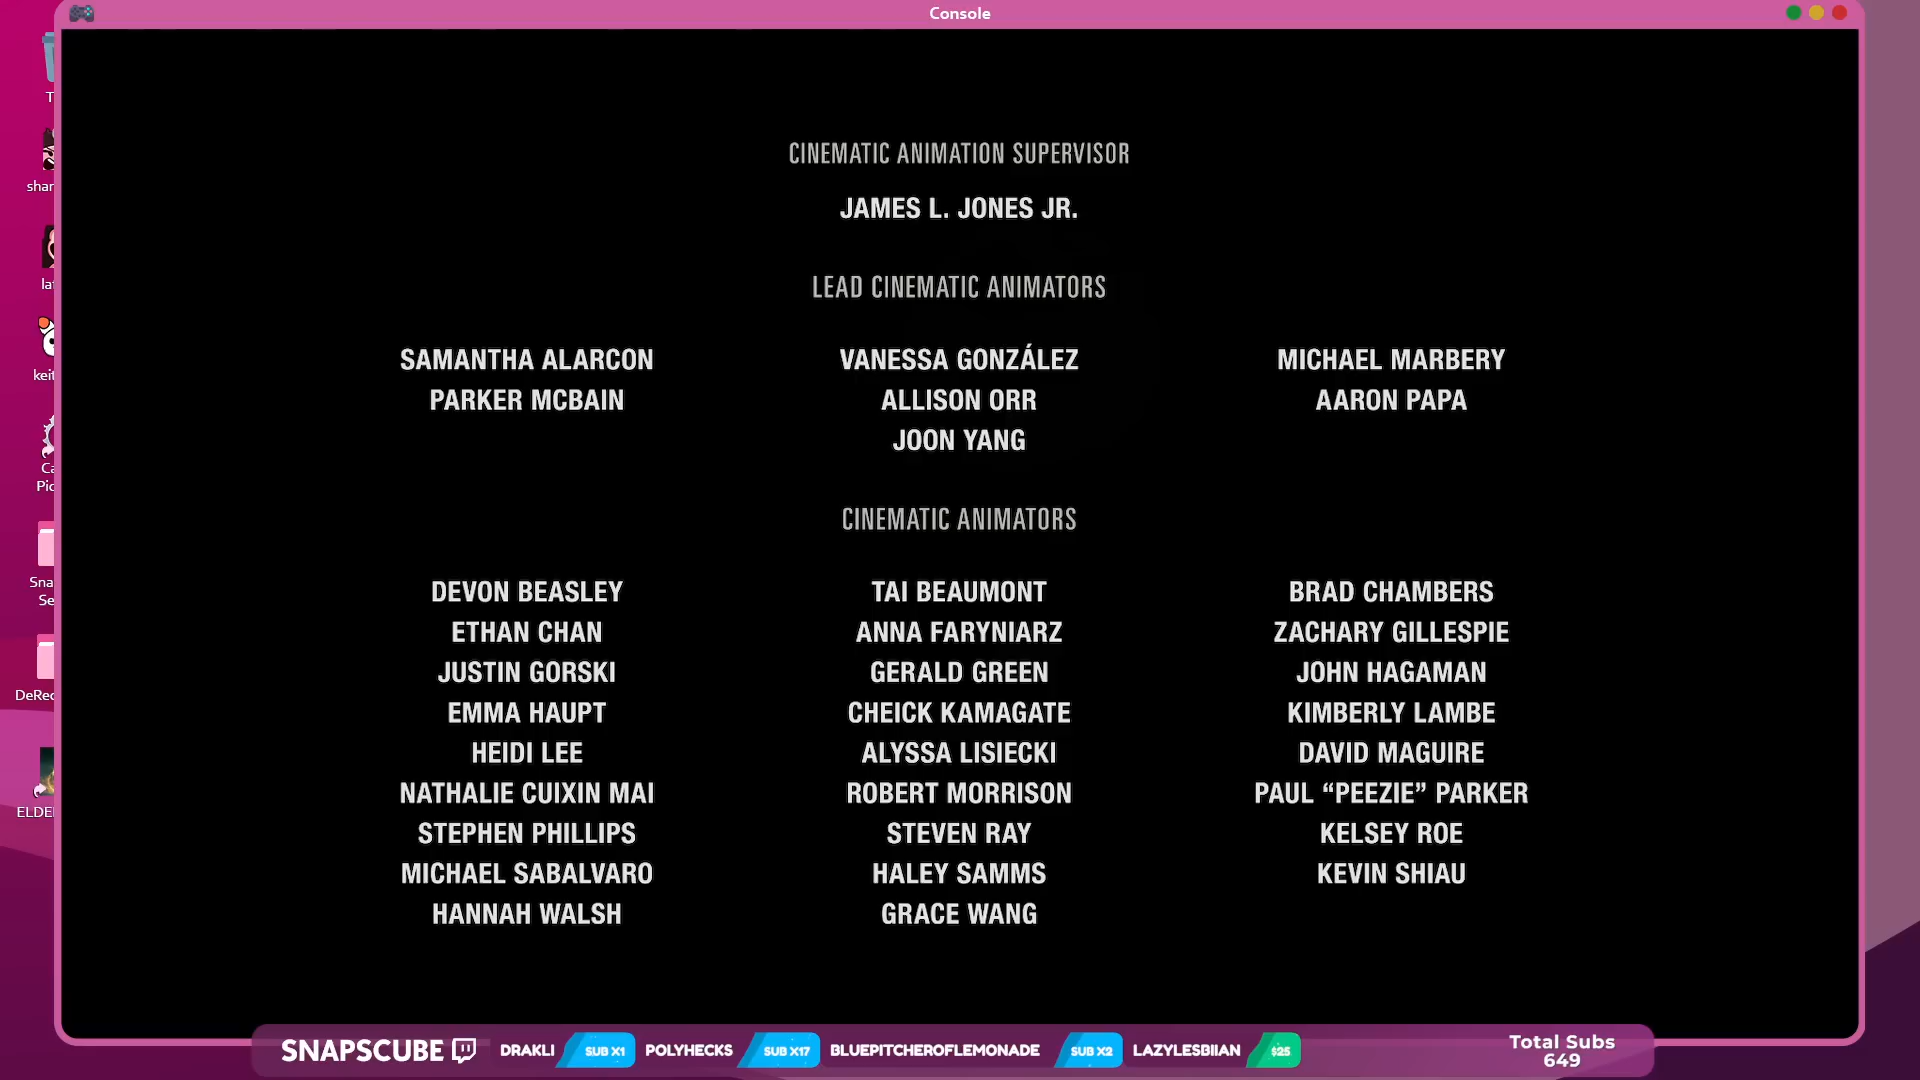 Console
CINEMATIC ANIMATION SUPERVISOR
JAMES L. JONES JR.
LEAD CINEMATIC ANIMATORS
SAMANTHA ALARCON VANESSA GONZÁLEZ MICHAEL MARBERY
PARKER MCBAIN ALLISON ORR AARON PAPA
JOON YANG
CINEMATIC ANIMATORS
DEVON BEASLEY TAI BEAUMONT BRAD CHAMBERS
ETHAN CHAN ANNA FARYNIARZ ZACHARY GILLESPIE
JUSTIN GORSKI GERALD GREEN JOHN HAGAMAN
EMMA HAUPT CHEICK KAMAGATE KIMBERLY LAMBE
HEIDI LEE ALYSSA LISIECKI DAVID MAGUIRE
NATHALIE CUIXIN MAI ROBERT MORRISON PAUL “PEEZIE” PARKER
STEPHEN PHILLIPS STEVEN RAY KELSEY ROE
MICHAEL SABALVARO HALEY SAMMS KEVIN SHIAU
HANNAH WALSH GRACE WANG
SNAPSCUBE DRAKLI SUB X1 POLYHECKS SUB X17 BLUEPITCHEROFLEMONADE SUB X2 LAZYLESBIIAN $25
Total Subs
649